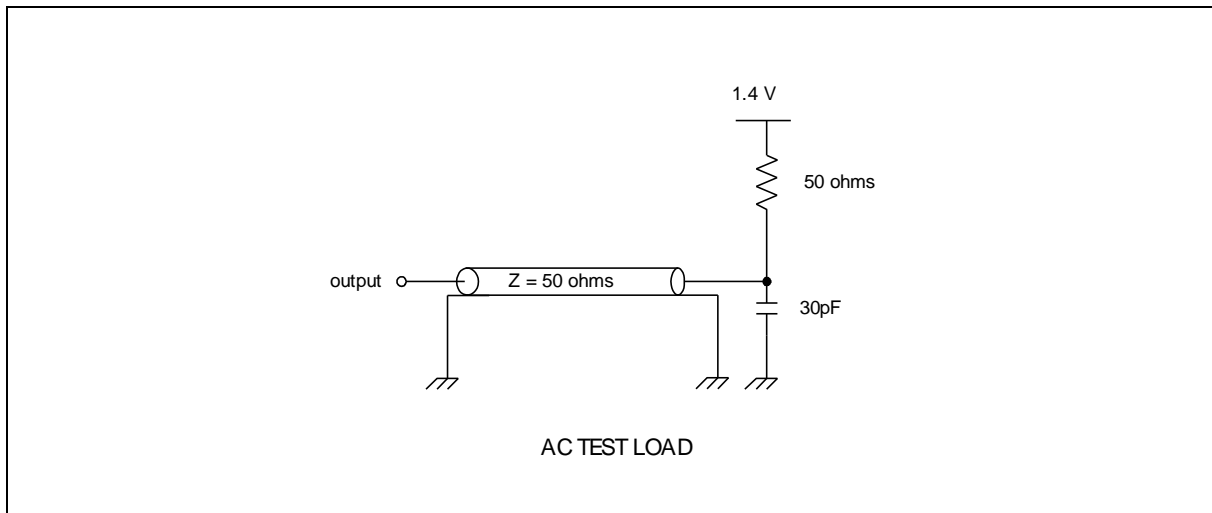 1.4 V
50 ohms
output
Z = 50 ohms
30pF
AC TEST LOAD